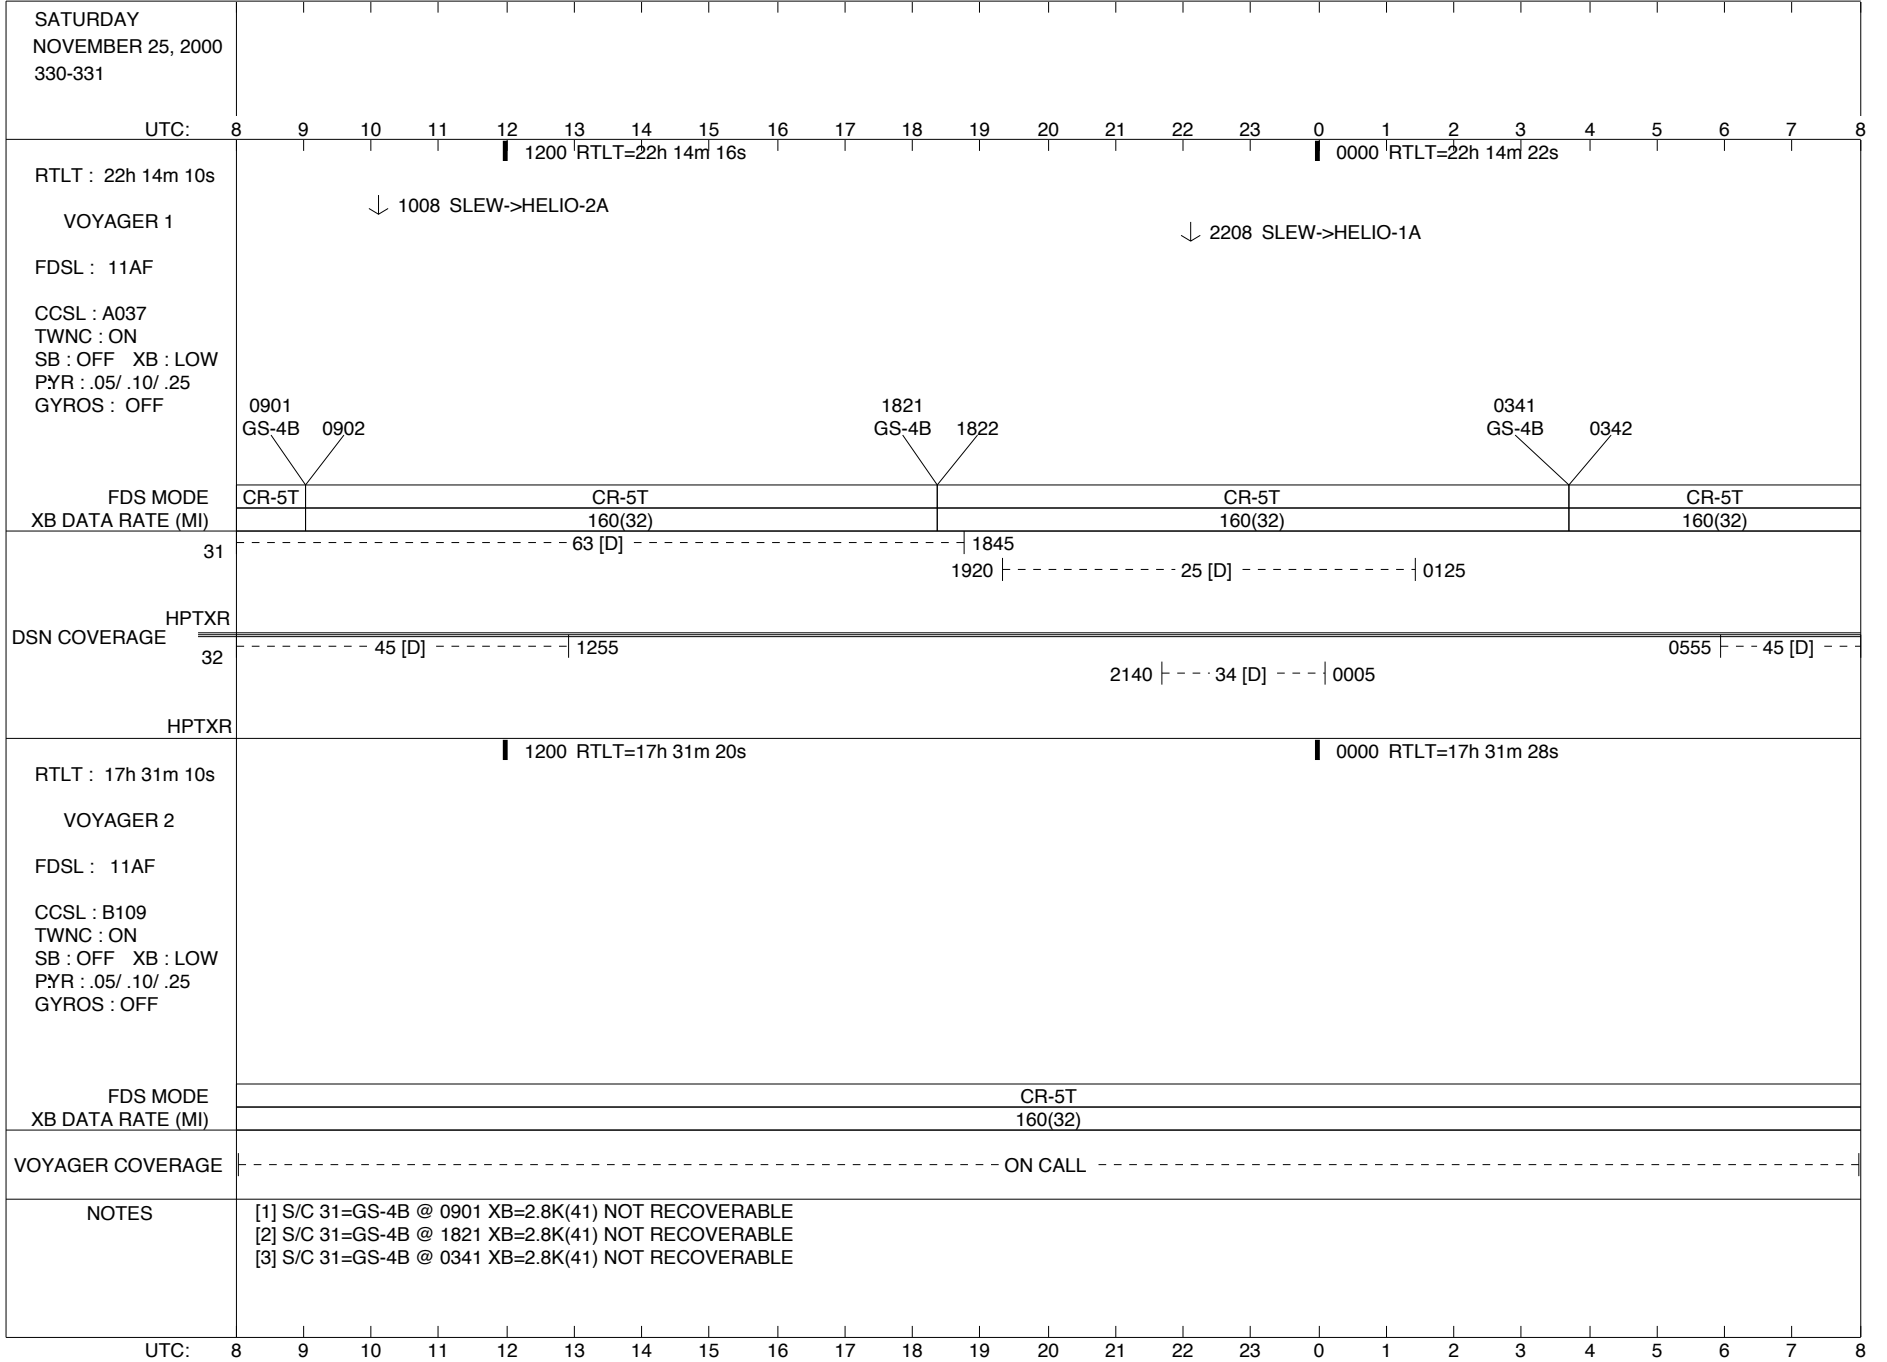 SATURDAY
NOVEMBER 25, 2000
330-331
UTC: 8 9 10 11 12 13 14 15 16 17 18 19 20 21 22 23 0 1 2 3 4 5 6 7 8
1200 RTLT=22h 14m 16s 0000 RTLT=22h 14m 22s
RTLT : 22h 14m 10s
1008 SLEW->HELIO-2A
VOYAGER 1
2208 SLEW->HELIO-1A
FDSL : 11AF
CCSL : A037
TWNC : ON
SB : OFF XB : LOW
P:YR : .05/ .10/ .25
GYROS : OFF
0901 1821 0341
GS-4B 0902 GS-4B 1822 GS-4B 0342
FDS MODE CR-5T CR-5T CR-5T CR-5T
XB DATA RATE (MI) 160(32) 160(32) 160(32)
31 63 [D] 1845
1920 25 [D] 0125
HPTXR
DSN COVERAGE
32 45 [D] 1255 0555 45 [D]
2140 34 [D] 0005
HPTXR
1200 RTLT=17h 31m 20s 0000 RTLT=17h 31m 28s
RTLT : 17h 31m 10s
VOYAGER 2
FDSL : 11AF
CCSL : B109
TWNC : ON
SB : OFF XB : LOW
P:YR : .05/ .10/ .25
GYROS : OFF
FDS MODE CR-5T
XB DATA RATE (MI) 160(32)
VOYAGER COVERAGE ON CALL
NOTES [1] S/C 31=GS-4B @ 0901 XB=2.8K(41) NOT RECOVERABLE
[2] S/C 31=GS-4B @ 1821 XB=2.8K(41) NOT RECOVERABLE
[3] S/C 31=GS-4B @ 0341 XB=2.8K(41) NOT RECOVERABLE
UTC: 8 9 10 11 12 13 14 15 16 17 18 19 20 21 22 23 0 1 2 3 4 5 6 7 8